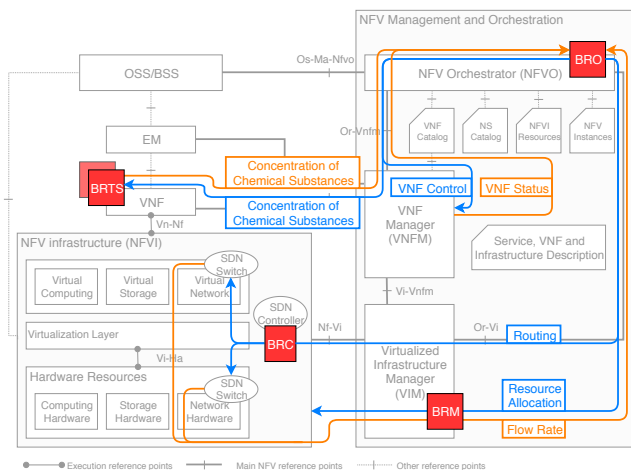 NFV Management and Orchestration
Os-Ma-Nfvo
OSS/BSS
NFV Orchestrator (NFVO)
BRO
EM
Or-Vnfm
VNF
Catalog
NS
Catalog
NFVI
Resources
NFV
Instances
Concentration of
Chemical Substances
BRTS
VNF
Concentration of
Chemical Substances
VNF Control
VNF Status
VNF
Manager
(VNFM)
Vn-Nf
Service, VNF and
Infrastructure Description
NFV infrastructure (NFVI)
SDN
Switch
Virtual
Computing
Virtual
Storage
Virtual
Network
Vi-Vnfm
SDN
Controller
Virtualization Layer
BRC
Nf-Vi
Or-Vi
Routing
Virtualized
Infrastructure
Manager
(VIM)
Vi-Ha
Hardware Resources
SDN
Switch
Resource
Allocation
Computing
Hardware
Storage
Hardware
Network
Hardware
BRM
Flow Rate
Execution reference points
Main NFV reference points
Other reference points